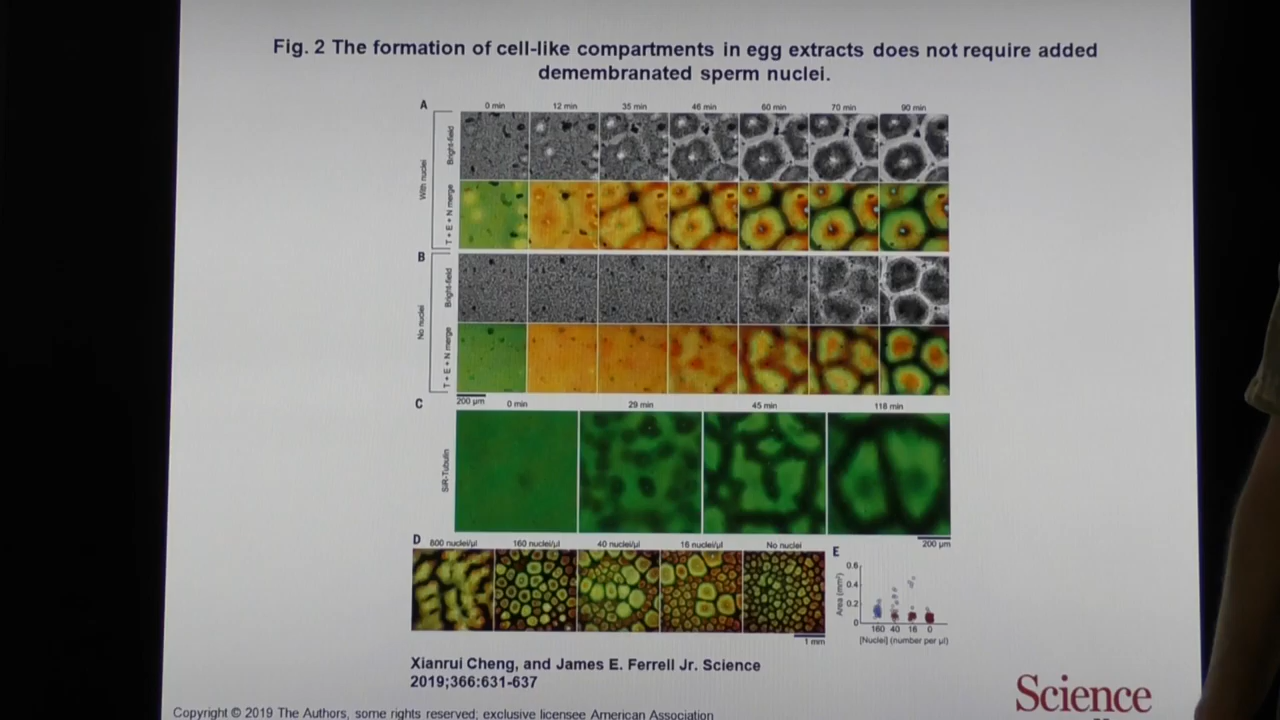 Fig. 2 The formation of cell-like compartments in egg extracts does not require added
demembranated sperm nuclei.
A
0 min 12 min 35 min 46 min 60 min 70 min 90 min
With nuclei
Bright-field
T + E + N merge
B
No nuclei
Bright-field
T + E + N merge
200 µm
C
0 min 29 min 45 min 118 min
SiR-Tubulin
200 µm
D
800 nuclei/µl 160 nuclei/µl 40 nuclei/µl 16 nuclei/µl No nuclei
1 mm
E
Area (mm²)
0.6
0.4
0.2
0
160 40 16 0
[Nuclei] (number per µl)
Xianrui Cheng, and James E. Ferrell Jr. Science
2019;366:631-637
Science
Copyright © 2019 The Authors, some rights reserved; exclusive licensee American Association